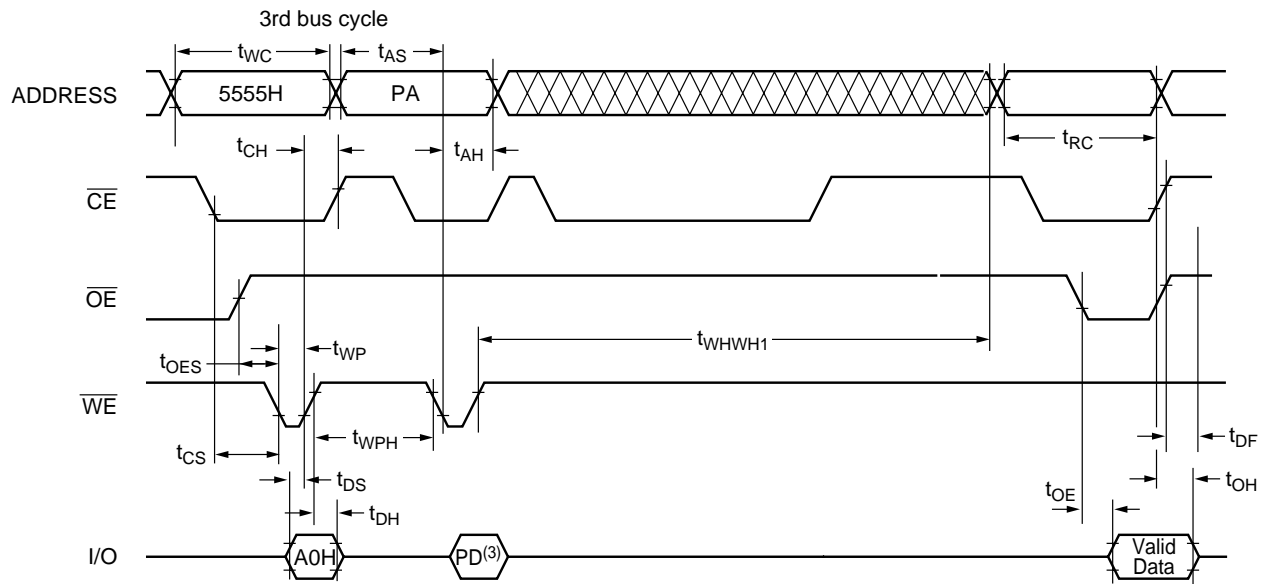 3rd bus cycle
tWC tAS
ADDRESS 5555H PA
tCH tAH tRC
CE
OE
tWP tWHWH1
tOES
WE
tWPH tDF
tCS
tDS tOE tOH
tDH
I/O A0H PD(3) Valid
Data